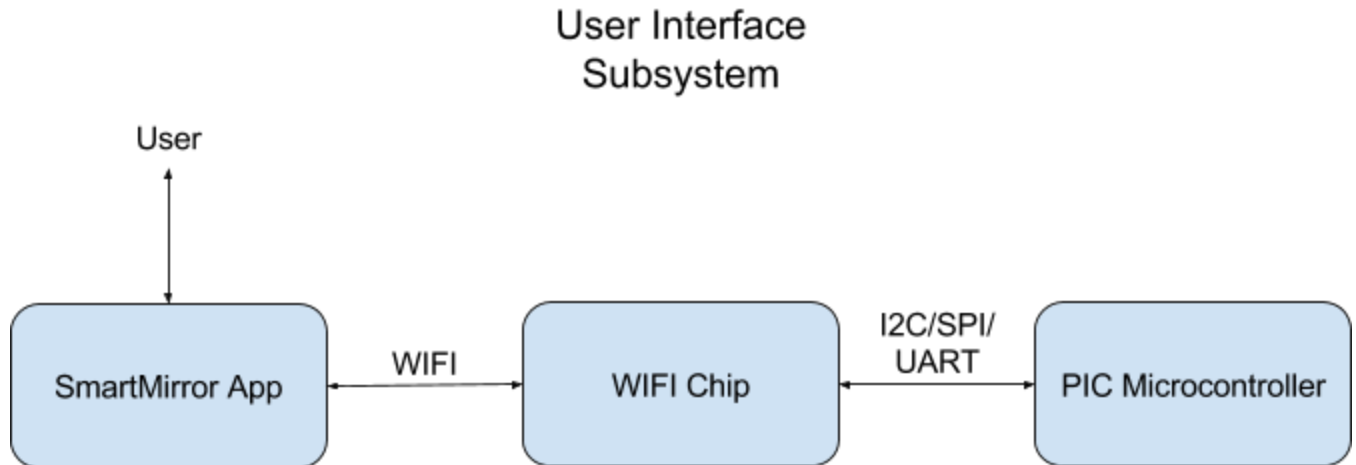 User Interface
Subsystem
User
SmartMirror App
WIFI
WIFI Chip
I2C/SPI/
UART
PIC Microcontroller